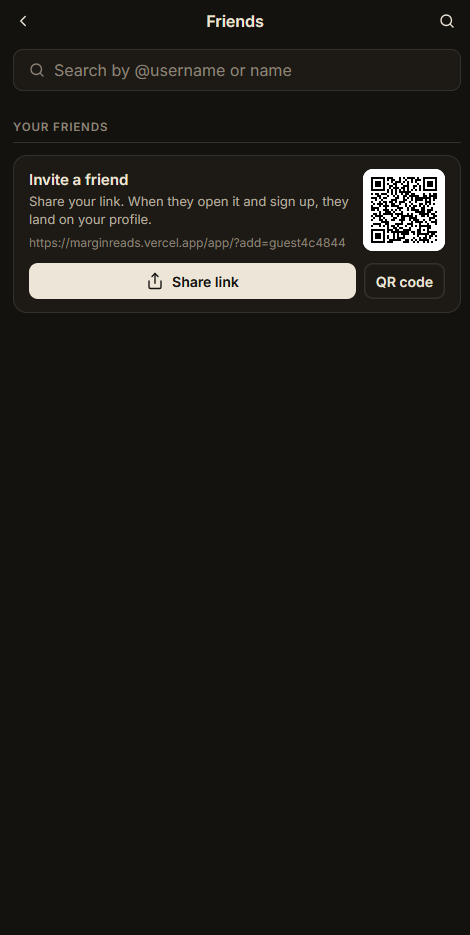 Friends
Search by @username or name
YOUR FRIENDS
Invite a friend
Share your link. When they open it and sign up, they
land on your profile.
https://marginreads.vercel.app/app/?add=guest4c4844
Share link
QR code